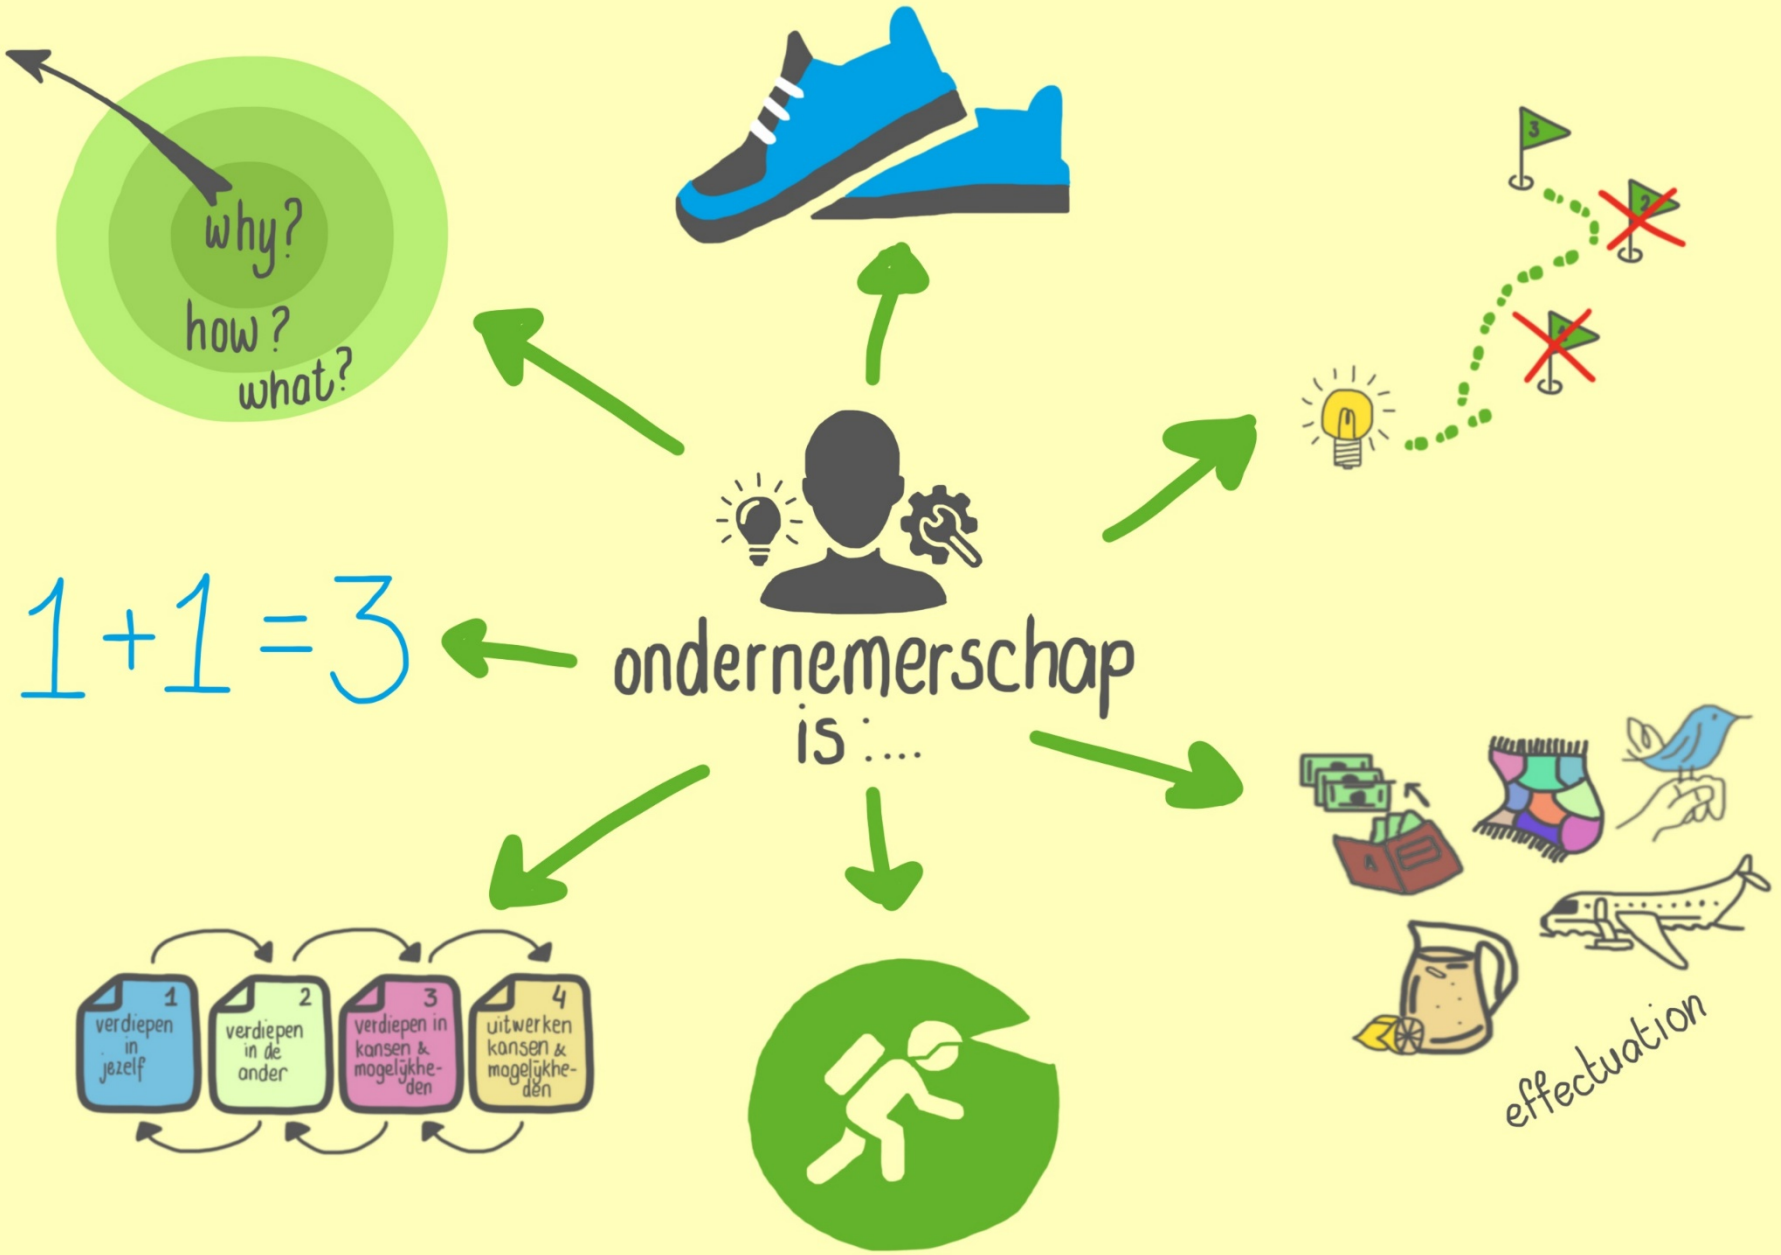 why?
how?
what?
3
2
1+1=3
ondernemerschap
is :....
1
verdiepen
in
jezelf
2
verdiepen
in de
ander
3
verdiepen in
kansen &
mogelijkhe-
den
4
uitwerken
kansen &
mogelijkhe-
den
effectuation